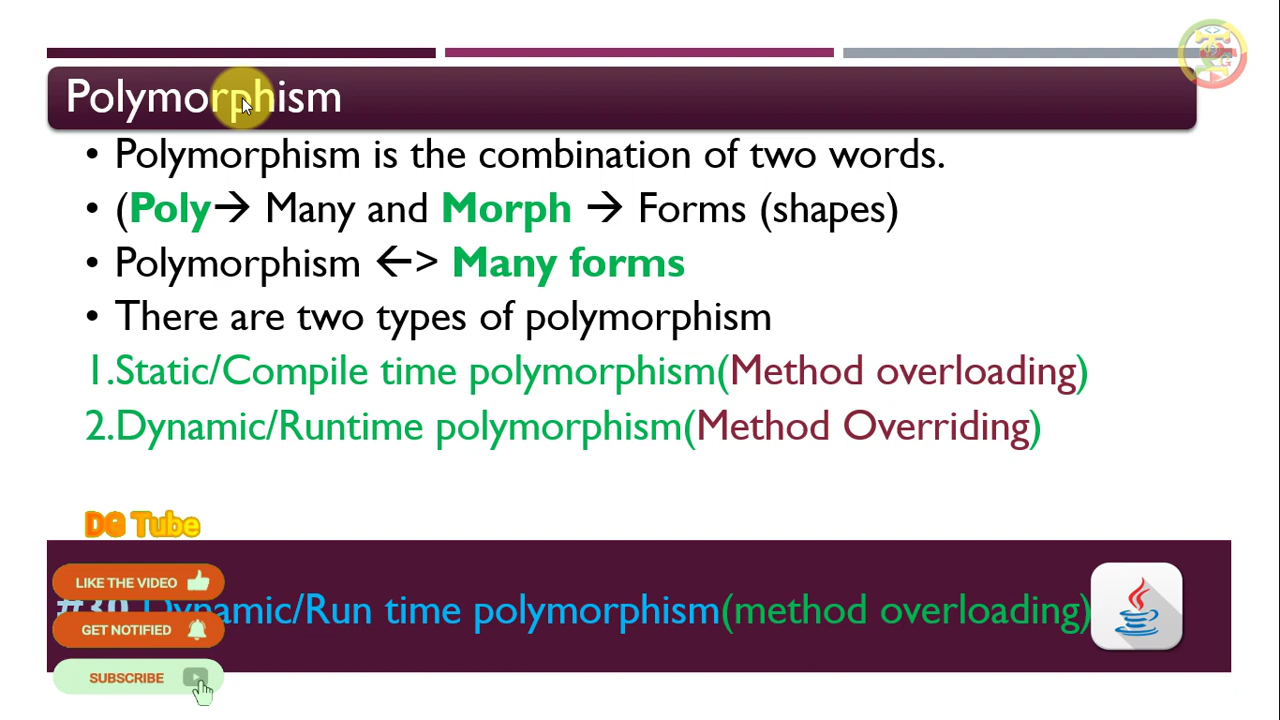 Polymorphism
• Polymorphism is the combination of two words.
• (Poly→ Many and Morph → Forms (shapes)
• Polymorphism ←> Many forms
• There are two types of polymorphism
1.Static/Compile time polymorphism(Method overloading)
2.Dynamic/Runtime polymorphism(Method Overriding)
DG Tube
LIKE THE VIDEO
Dynamic/Run time polymorphism(method overloading)
GET NOTIFIED
SUBSCRIBE